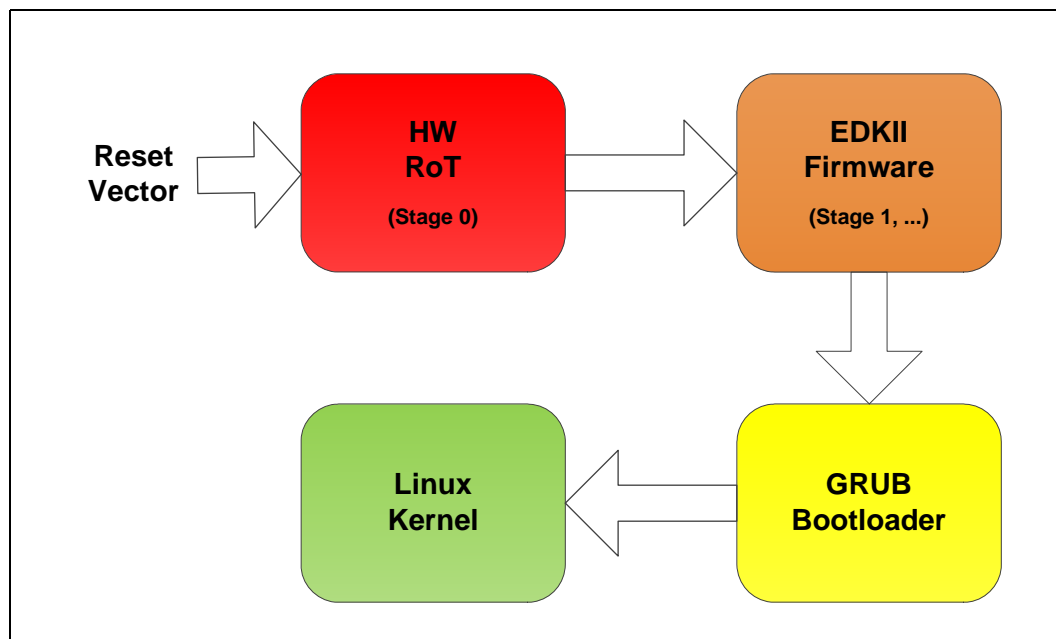 Reset
Vector
HW
RoT
(Stage 0)
EDKII
Firmware
(Stage 1, ...)
GRUB
Bootloader
Linux
Kernel